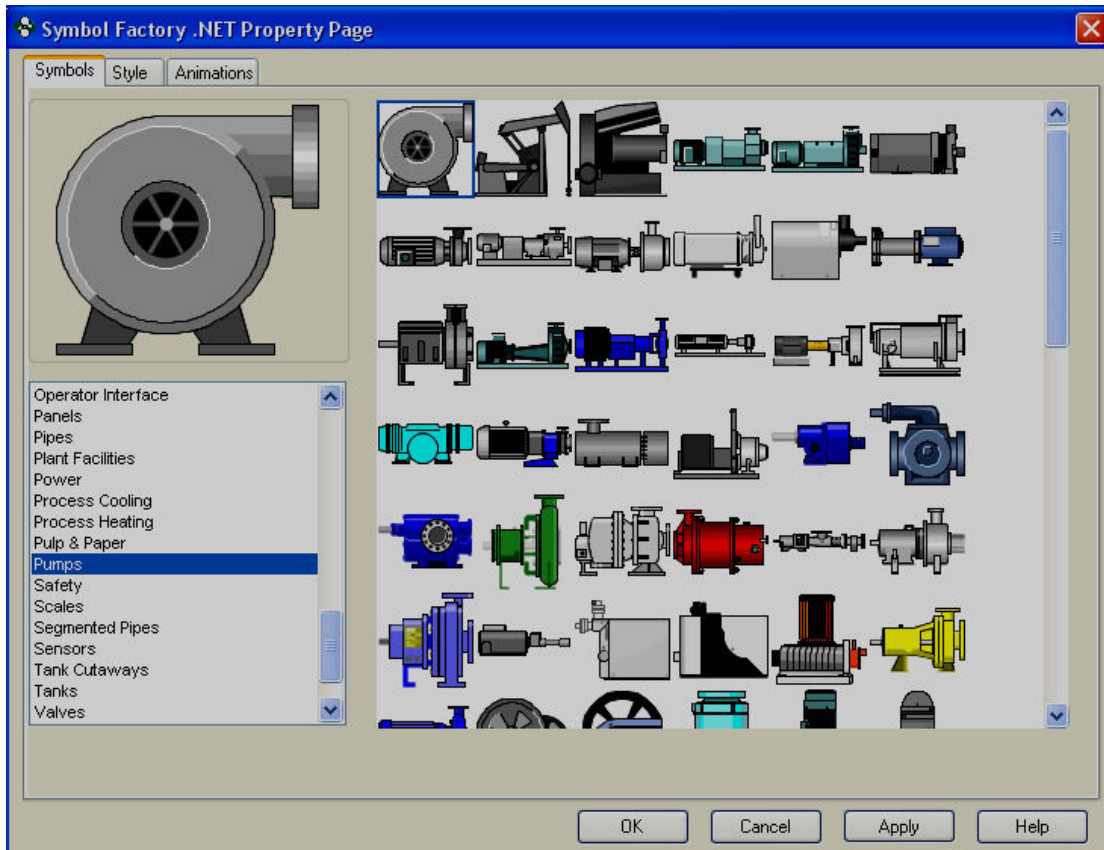 Symbol Factory .NET Property Page
Symbols
Style
Animations
Operator Interface
Panels
Pipes
Plant Facilities
Power
Process Cooling
Process Heating
Pulp & Paper
Pumps
Safety
Scales
Segmented Pipes
Sensors
Tank Cutaways
Tanks
Valves
OK
Cancel
Apply
Help